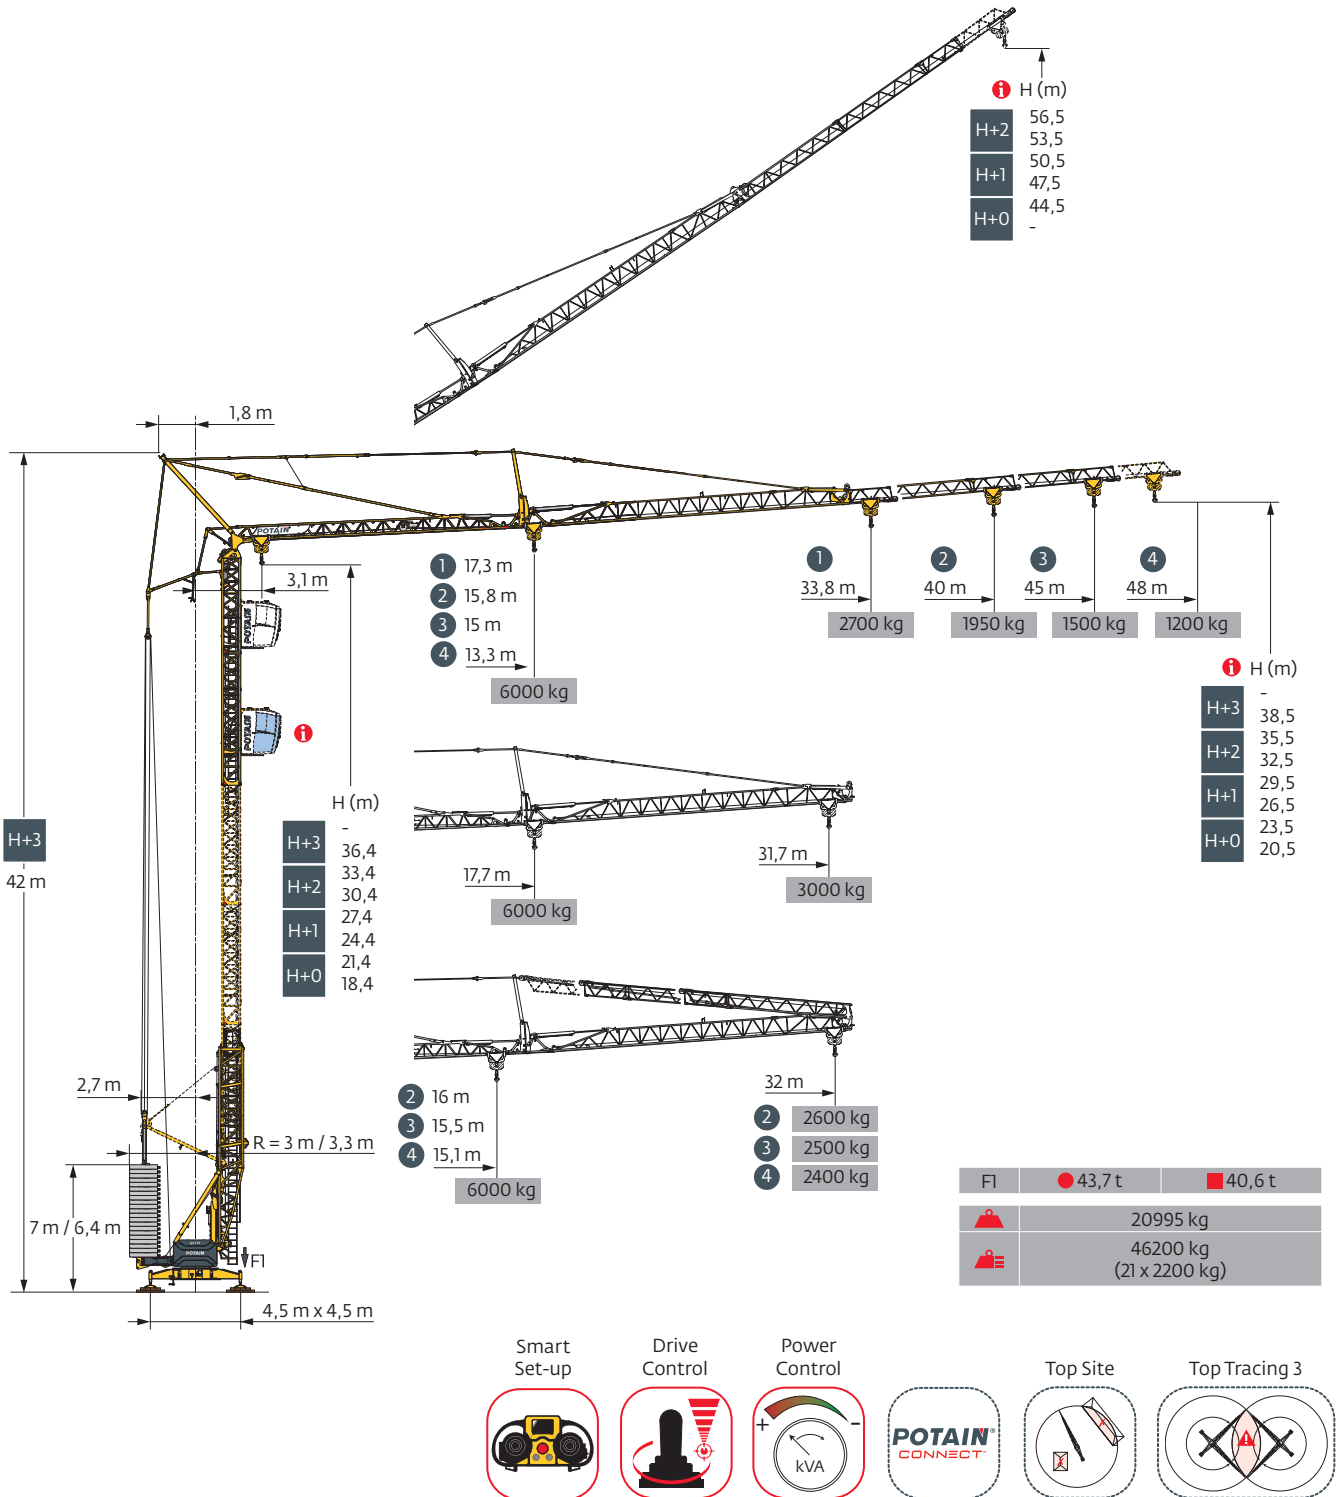 H (m)
H+2
56,5
53,5
H+1
50,5
47,5
H+0
44,5
-
1,8 m
POTAIN
3,1 m
1 17,3 m
2 15,8 m
3 15 m
4 13,3 m
6000 kg
1
33,8 m
2700 kg
2
40 m
1950 kg
3
45 m
1500 kg
4
48 m
1200 kg
POTAIN
POTAIN
i
i H (m)
H+3
-
38,5
H+2
35,5
32,5
H+1
29,5
26,5
H+0
23,5
20,5
H (m)
H+3
-
36,4
H+2
33,4
30,4
H+1
27,4
24,4
H+0
21,4
18,4
H+3
42 m
17,7 m
6000 kg
31,7 m
3000 kg
2 16 m
3 15,5 m
4 15,1 m
6000 kg
32 m
2 2600 kg
3 2500 kg
4 2400 kg
2,7 m
R = 3 m / 3,3 m
7 m / 6,4 m
POTAIN
F1
4,5 m x 4,5 m
F1 43,7 t 40,6 t
20995 kg
46200 kg
(21 x 2200 kg)
Smart
Set-up
Drive
Control
Power
Control
+ -
kVA
POTAIN®
CONNECT
Top Site
Top Tracing 3